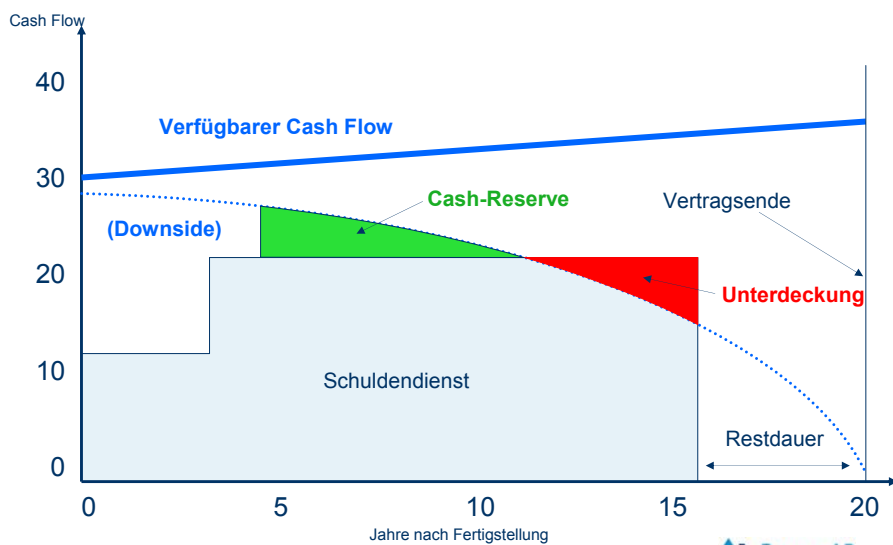 Cash Flow
40
Verfügbarer Cash Flow
30
Cash-Reserve
Vertragsende
(Downside)
20
Unterdeckung
10
Schuldendienst
Restdauer
0
0 5 10 15 20
Jahre nach Fertigstellung